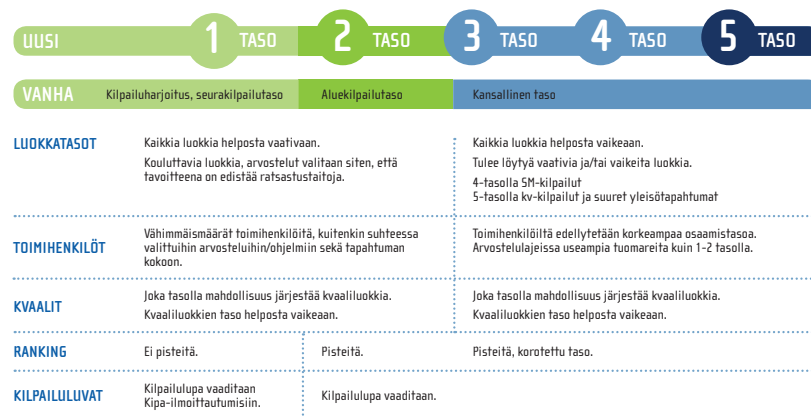 UUSI 1 TASO 2 TASO 3 TASO 4 TASO 5 TASO
VANHA Kilpailuharjoitus, seurakilpailutaso Aluekilpailutaso Kansallinen taso
LUOKKATASOT
Kaikkia luokkia helposta vaativaan.
Kouluttavia luokkia, arvostelut valitaan siten, että
tavoitteena on edistää ratsastustaitoja.
Kaikkia luokkia helposta vaikeaan.
Tulee löytyä vaativia ja/tai vaikeita luokkia.
4-tasolla SM-kilpailut
5-tasolla kv-kilpailut ja suuret yleisötapahtumat
TOIMIHENKILÖT
Vähimmäismäärät toimihenkilöitä, kuitenkin suhteessa
valittuihin arvosteluihin/ohjelmiin sekä tapahtuman
kokoon.
Toimihenkilöiltä edellytetään korkeampaa osaamistasoa.
Arvostelulajeissa useampia tuomareita kuin 1-2 tasolla.
KVAALIT
Joka tasolla mahdollisuus järjestää kvaaliluokkia.
Kvaaliluokkien taso helposta vaikeaan.
Joka tasolla mahdollisuus järjestää kvaaliluokkia.
Kvaaliluokkien taso helposta vaikeaan.
RANKING Ei pisteitä. Pisteitä. Pisteitä, korotettu taso.
KILPAILULUVAT
Kilpailulupa vaaditaan
Kipa-ilmoittautumisiin.
Kilpailulupa vaaditaan.